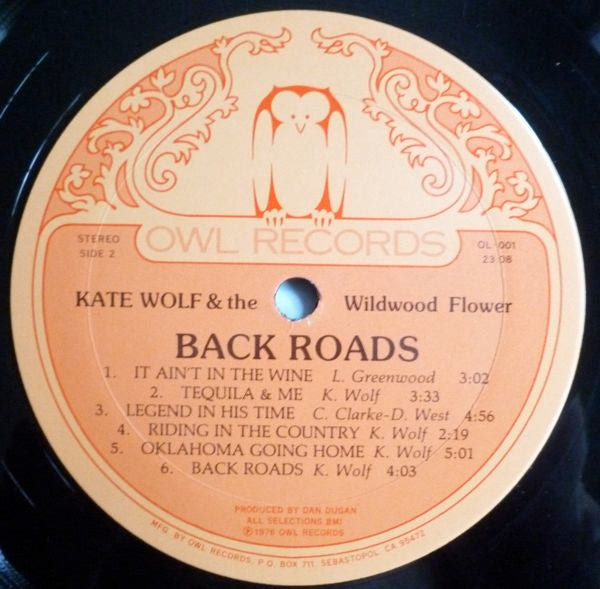 OWL RECORDS
STEREO
SIDE 2
OL-001
23:08
KATE WOLF & the Wildwood Flower
BACK ROADS
1. IT AIN'T IN THE WINE L. Greenwood 3:02
2. TEQUILA & ME K. Wolf 3:33
3. LEGEND IN HIS TIME C. Clarke-D. West 4:56
4. RIDING IN THE COUNTRY K. Wolf 2:19
5. OKLAHOMA GOING HOME K. Wolf 5:01
6. BACK ROADS K. Wolf 4:03
PRODUCED BY DAN DUGAN
ALL SELECTIONS BMI
Ⓟ1976 OWL RECORDS
MFG. BY OWL RECORDS, P.O. BOX 711, SEBASTOPOL, CA 95472